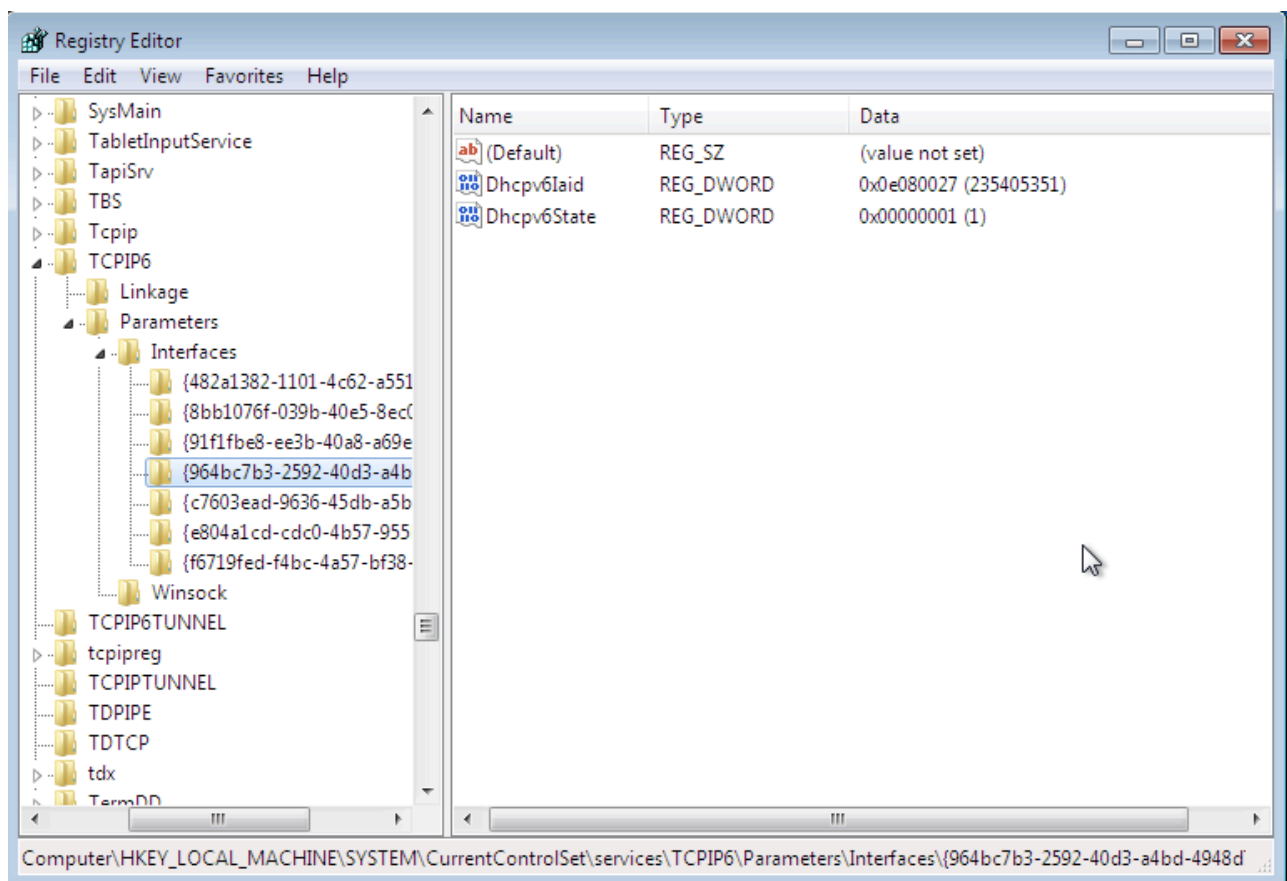 Registry Editor
File Edit View Favorites Help
SysMain
TabletInputService
TapiSrv
TBS
Tcpip
TCPIP6
Linkage
Parameters
Interfaces
{482a1382-1101-4c62-a551
{8bb1076f-039b-40e5-8ec0
{91f1fbe8-ee3b-40a8-a69e
{964bc7b3-2592-40d3-a4b
{c7603ead-9636-45db-a5b
{e804a1cd-cdc0-4b57-955
{f6719fed-f4bc-4a57-bf38-
Winsock
TCPIP6TUNNEL
tcpipreg
TCPIPTUNNEL
TDPIPE
TDTCP
tdx
TermDD
Name Type Data
(Default) REG_SZ (value not set)
Dhcpv6Iaid REG_DWORD 0x0e080027 (235405351)
Dhcpv6State REG_DWORD 0x00000001 (1)
Computer\HKEY_LOCAL_MACHINE\SYSTEM\CurrentControlSet\services\TCPIP6\Parameters\Interfaces\{964bc7b3-2592-40d3-a4bd-4948d